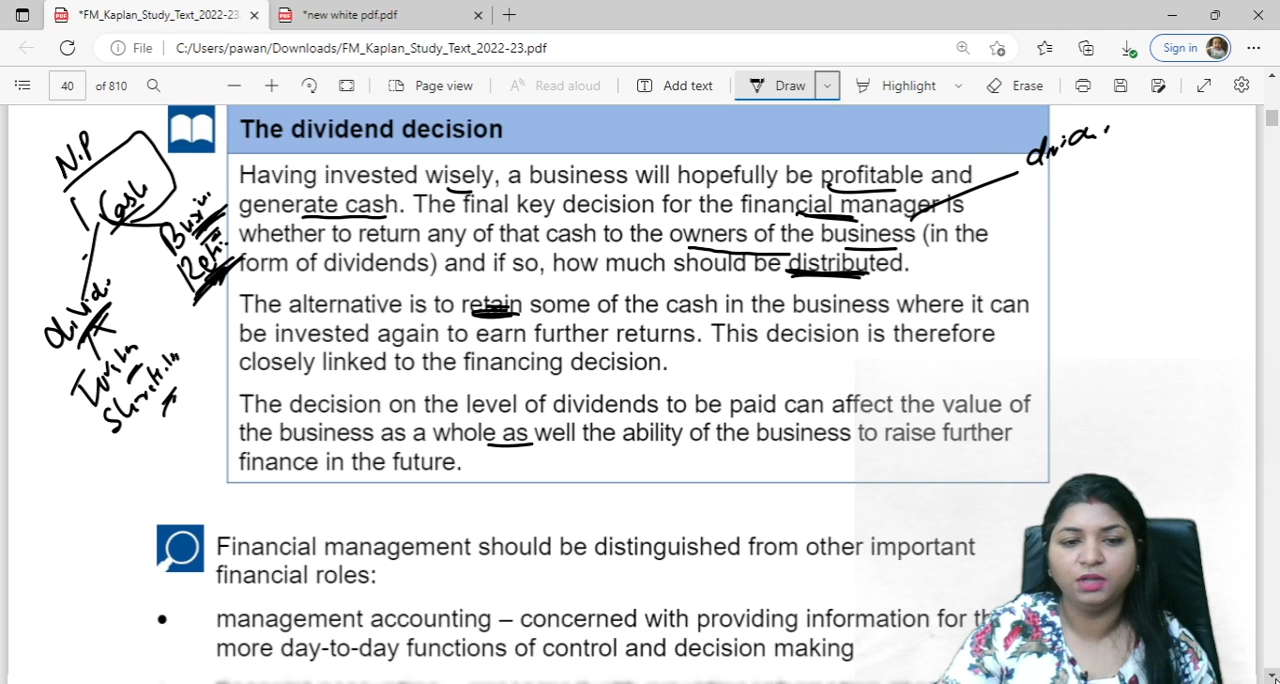 *FM_Kaplan_Study_Text_2022-23
*new white pdf.pdf
File
C:/Users/pawan/Downloads/FM_Kaplan_Study_Text_2022-23.pdf
Sign in
40 of 810
Page view
Read aloud
Add text
Draw
Highlight
Erase
The dividend decision
Having invested wisely, a business will hopefully be profitable and
generate cash. The final key decision for the financial manager is
whether to return any of that cash to the owners of the business (in the
form of dividends) and if so, how much should be distributed.
The alternative is to retain some of the cash in the business where it can
be invested again to earn further returns. This decision is therefore
closely linked to the financing decision.
The decision on the level of dividends to be paid can affect the value of
the business as a whole as well the ability of the business to raise further
finance in the future.
N.P
Cash
Financial management should be distinguished from other important
financial roles:
• management accounting – concerned with providing information for
more day-to-day functions of control and decision making